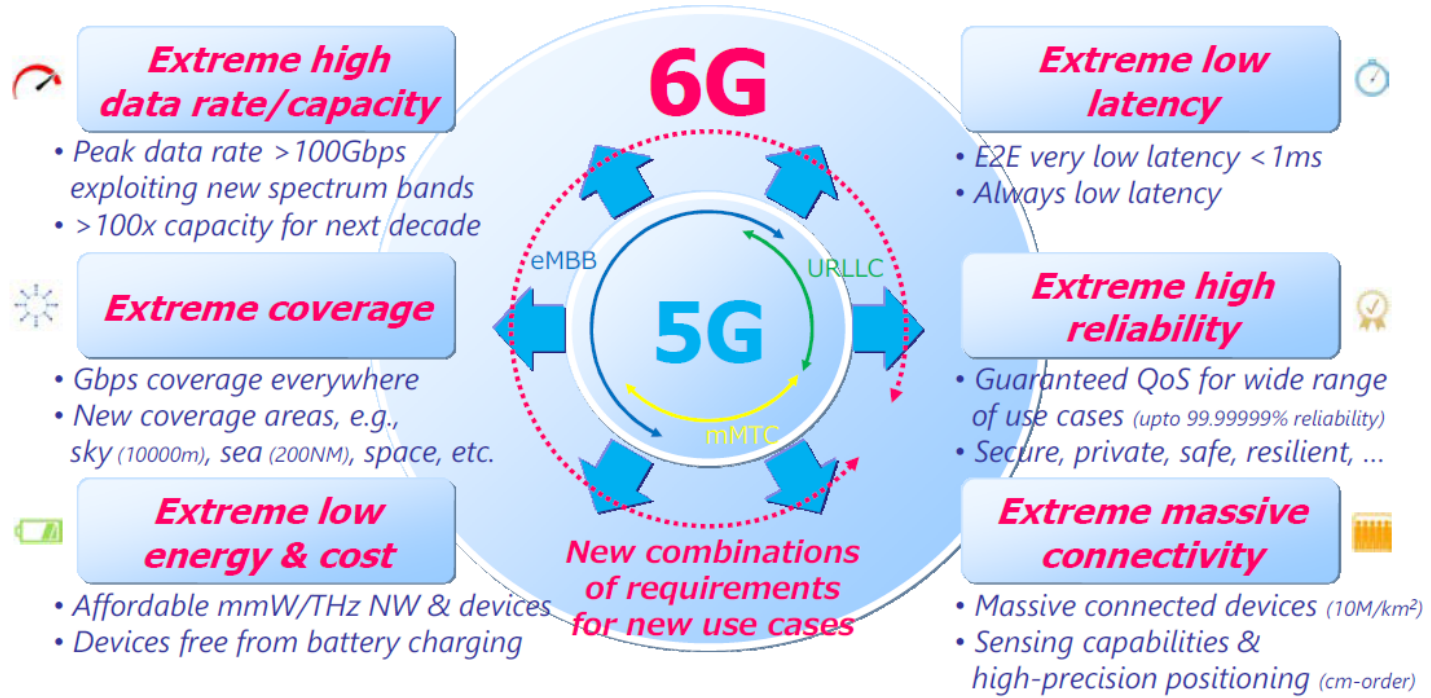 Extreme high
data rate/capacity
• Peak data rate >100Gbps
exploiting new spectrum bands
• >100x capacity for next decade
Extreme coverage
• Gbps coverage everywhere
• New coverage areas, e.g.,
sky (10000m), sea (200NM), space, etc.
Extreme low
energy & cost
• Affordable mmW/THz NW & devices
• Devices free from battery charging
6G
eMBB
URLLC
5G
mMTC
New combinations
of requirements
for new use cases
Extreme low
latency
• E2E very low latency <1ms
• Always low latency
Extreme high
reliability
• Guaranteed QoS for wide range
of use cases (upto 99.99999% reliability)
• Secure, private, safe, resilient, ...
Extreme massive
connectivity
• Massive connected devices (10M/km²)
• Sensing capabilities &
high-precision positioning (cm-order)